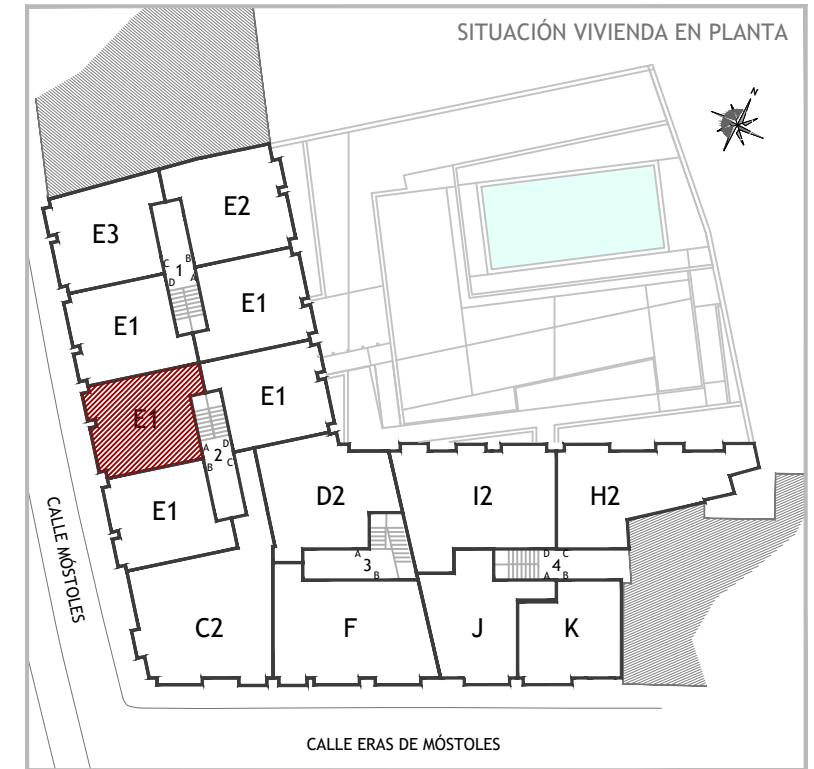 SITUACIÓN VIVIENDA EN PLANTA
N
E3
E2
C B
1
D A
E1
E1
E1
E1
A D
2
B C
E1
D2
I2
H2
A
3
B
D C
4
A B
C2
F
J
K
CALLE MÓSTOLES
CALLE ERAS DE MÓSTOLES